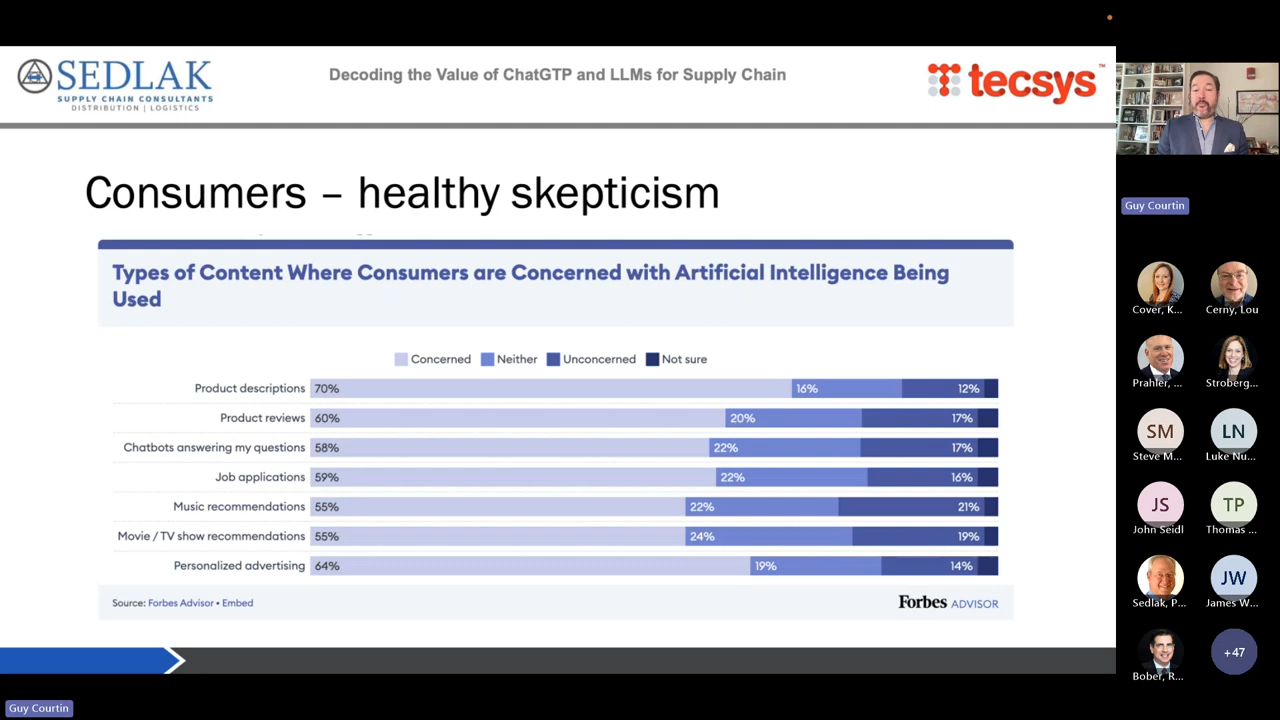 SEDLAK
SUPPLY CHAIN CONSULTANTS
DISTRIBUTION | LOGISTICS
Decoding the Value of ChatGTP and LLMs for Supply Chain
tecsys™
Consumers – healthy skepticism
Types of Content Where Consumers are Concerned with Artificial Intelligence Being
Used
Concerned Neither Unconcerned Not sure
Product descriptions 70% 16% 12%
Product reviews 60% 20% 17%
Chatbots answering my questions 58% 22% 17%
Job applications 59% 22% 16%
Music recommendations 55% 22% 21%
Movie / TV show recommendations 55% 24% 19%
Personalized advertising 64% 19% 14%
Source: Forbes Advisor • Embed
Forbes ADVISOR
Guy Courtin
Cover, K... Cerny, Lou
Prahler, ... Stroberg...
SM LN
Steve M... Luke Nu...
JS TP
John Seidl Thomas ...
JW
Sedlak, P... James W...
+47
Bober, R...
Guy Courtin